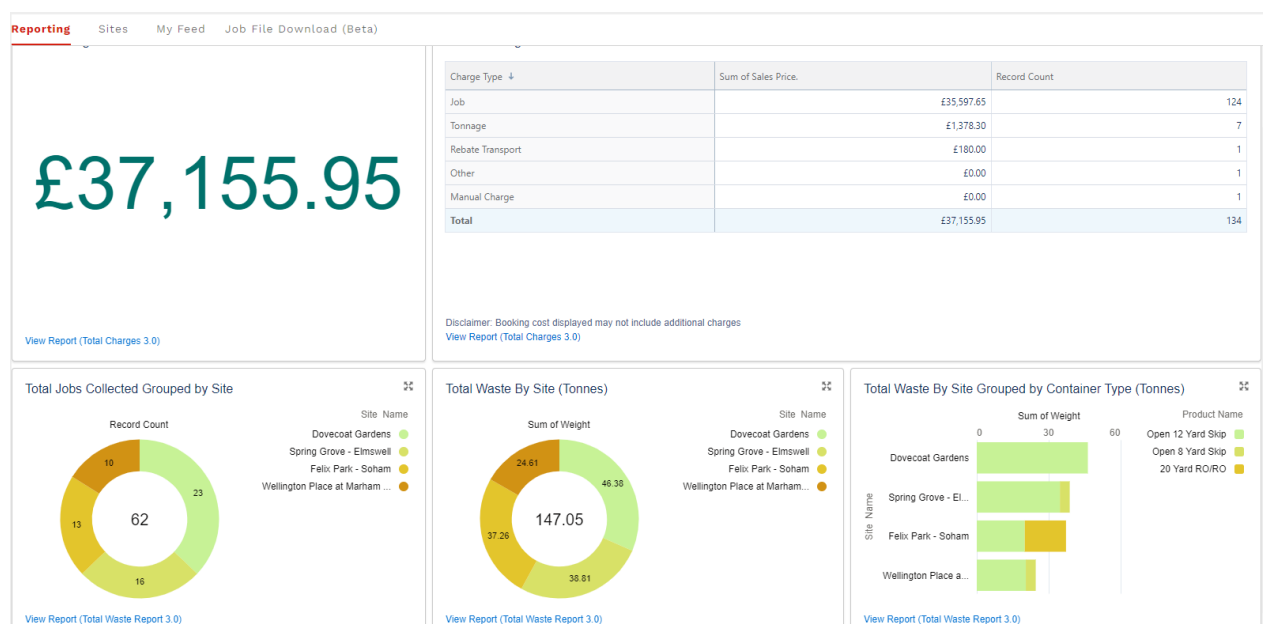 Reporting Sites My Feed Job File Download (Beta)
£37,155.95
View Report (Total Charges 3.0)
Charge Type ↓ Sum of Sales Price. Record Count
Job £35,597.65 124
Tonnage £1,378.30 7
Rebate Transport £180.00 1
Other £0.00 1
Manual Charge £0.00 1
Total £37,155.95 134
Disclaimer: Booking cost displayed may not include additional charges
View Report (Total Charges 3.0)
Total Jobs Collected Grouped by Site
Record Count
Site Name
Dovecoat Gardens
Spring Grove - Elmswell
Felix Park - Soham
Wellington Place at Marham ...
10
23
13
62
16
View Report (Total Waste Report 3.0)
Total Waste By Site (Tonnes)
Sum of Weight
Site Name
Dovecoat Gardens
Spring Grove - Elmswell
Felix Park - Soham
Wellington Place at Marham...
24.61
46.38
147.05
37.26
38.81
View Report (Total Waste Report 3.0)
Total Waste By Site Grouped by Container Type (Tonnes)
Sum of Weight
0 30 60
Product Name
Open 12 Yard Skip
Open 8 Yard Skip
20 Yard RO/RO
Site Name
Dovecoat Gardens
Spring Grove - El...
Felix Park - Soham
Wellington Place a...
View Report (Total Waste Report 3.0)